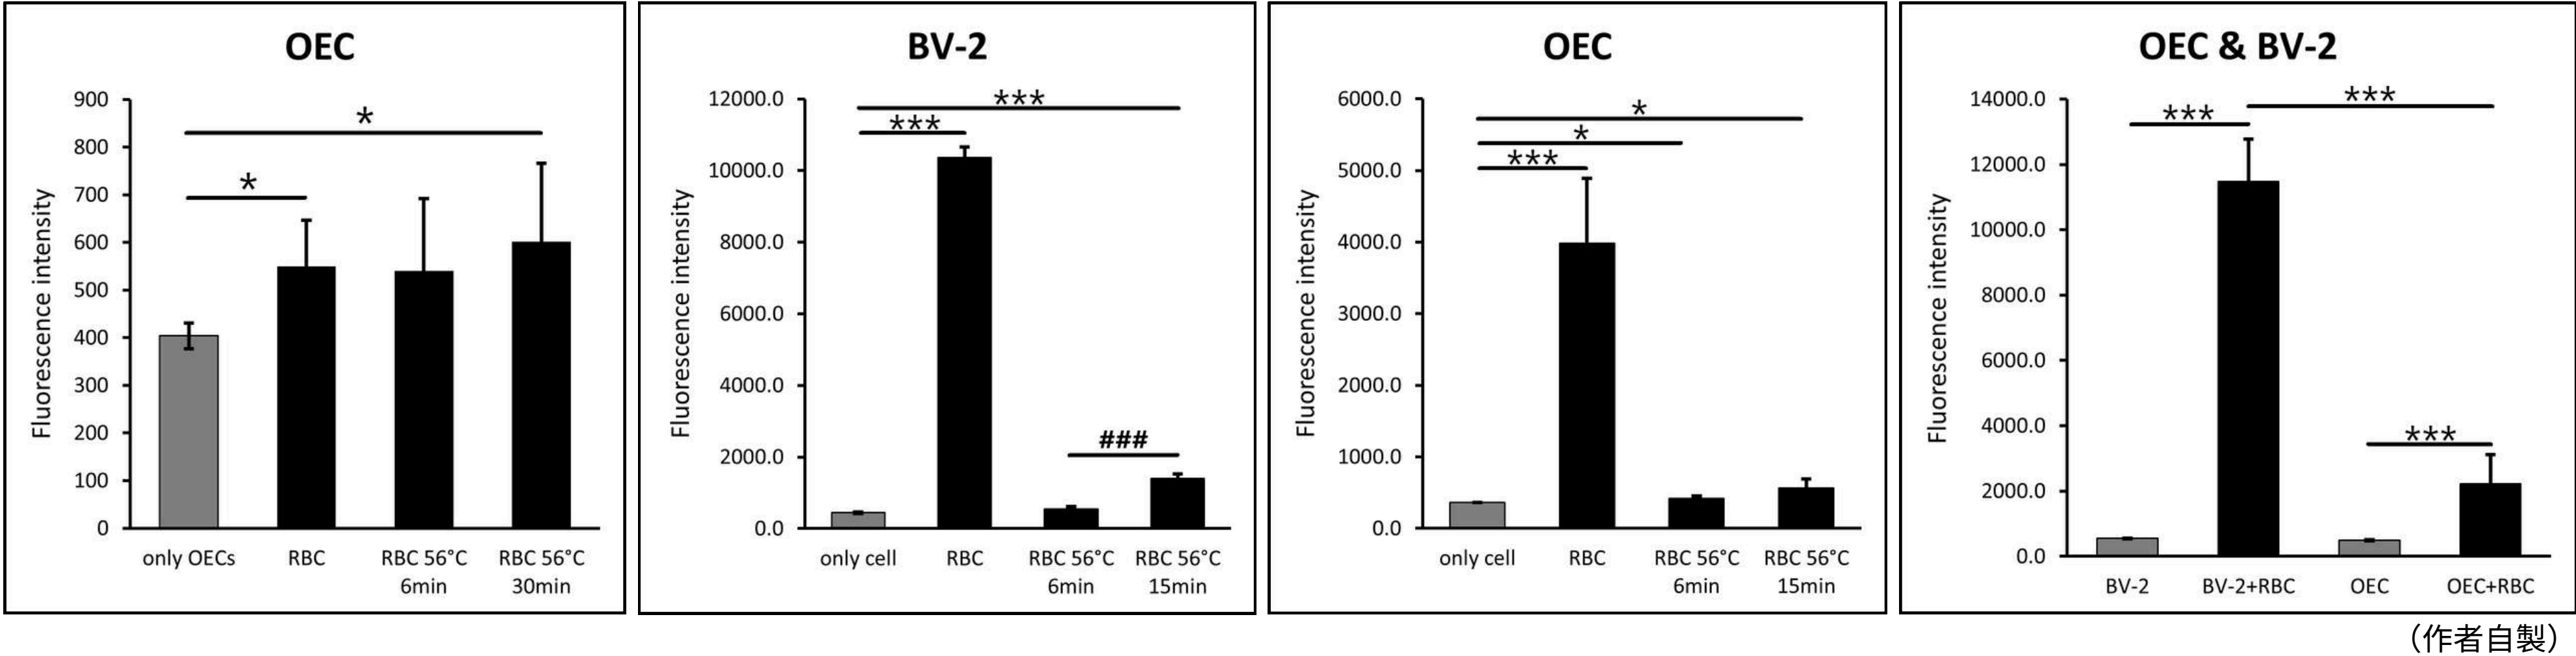 OEC
*
*
Fluorescence intensity
900
800
700
600
500
400
300
200
100
0
only OECs
RBC
RBC 56°C
6min
RBC 56°C
30min
BV-2
***
***
###
Fluorescence intensity
12000.0
10000.0
8000.0
6000.0
4000.0
2000.0
0.0
only cell
RBC
RBC 56°C
6min
RBC 56°C
15min
OEC
*
*
***
Fluorescence intensity
6000.0
5000.0
4000.0
3000.0
2000.0
1000.0
0.0
only cell
RBC
RBC 56°C
6min
RBC 56°C
15min
OEC & BV-2
***
***
***
Fluorescence intensity
14000.0
12000.0
10000.0
8000.0
6000.0
4000.0
2000.0
0.0
BV-2
BV-2+RBC
OEC
OEC+RBC
（作者自製）